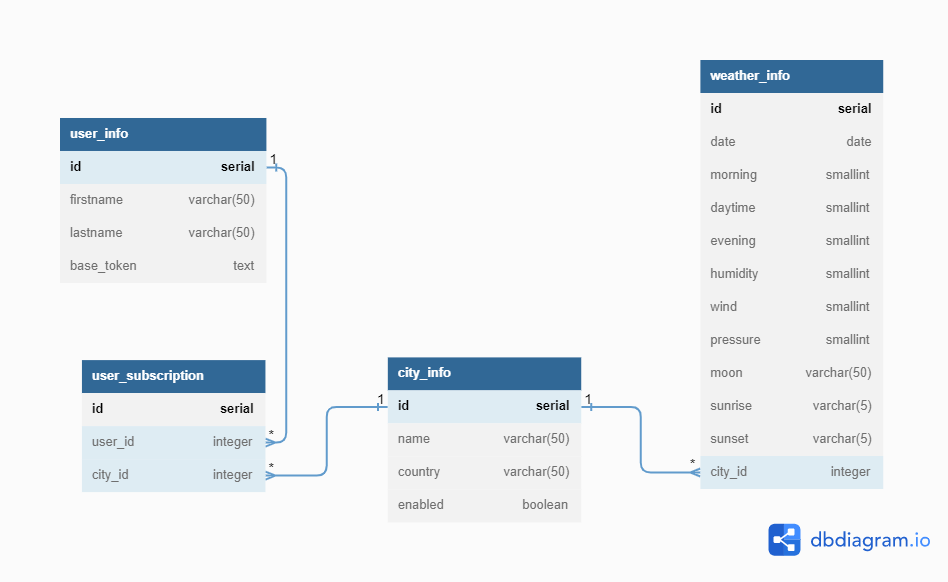 user_info
id serial
firstname varchar(50)
lastname varchar(50)
base_token text
1
user_subscription
id serial
user_id integer
*
city_id integer
*
1
city_info
id serial
1
name varchar(50)
country varchar(50)
enabled boolean
weather_info
id serial
date date
morning smallint
daytime smallint
evening smallint
humidity smallint
wind smallint
pressure smallint
moon varchar(50)
sunrise varchar(5)
sunset varchar(5)
*
city_id integer
dbdiagram.io